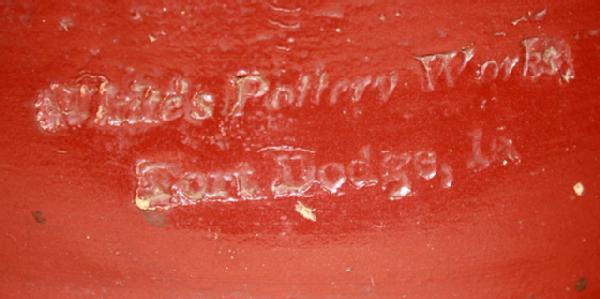 White's Pottery Works
Fort Dodge, Ia